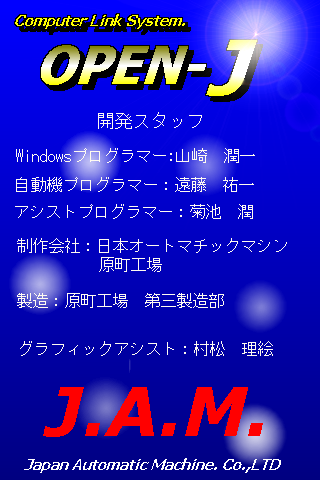 Computer Link System.
OPEN-J
開発スタッフ
Windowsプログラマー:山崎　潤一
自動機プログラマー：遠藤　祐一
アシストプログラマー：菊池　潤
制作会社：日本オートマチックマシン
原町工場
製造：原町工場　第三製造部
グラフィックアシスト：村松　理絵
J.A.M.
Japan Automatic Machine. Co.,LTD